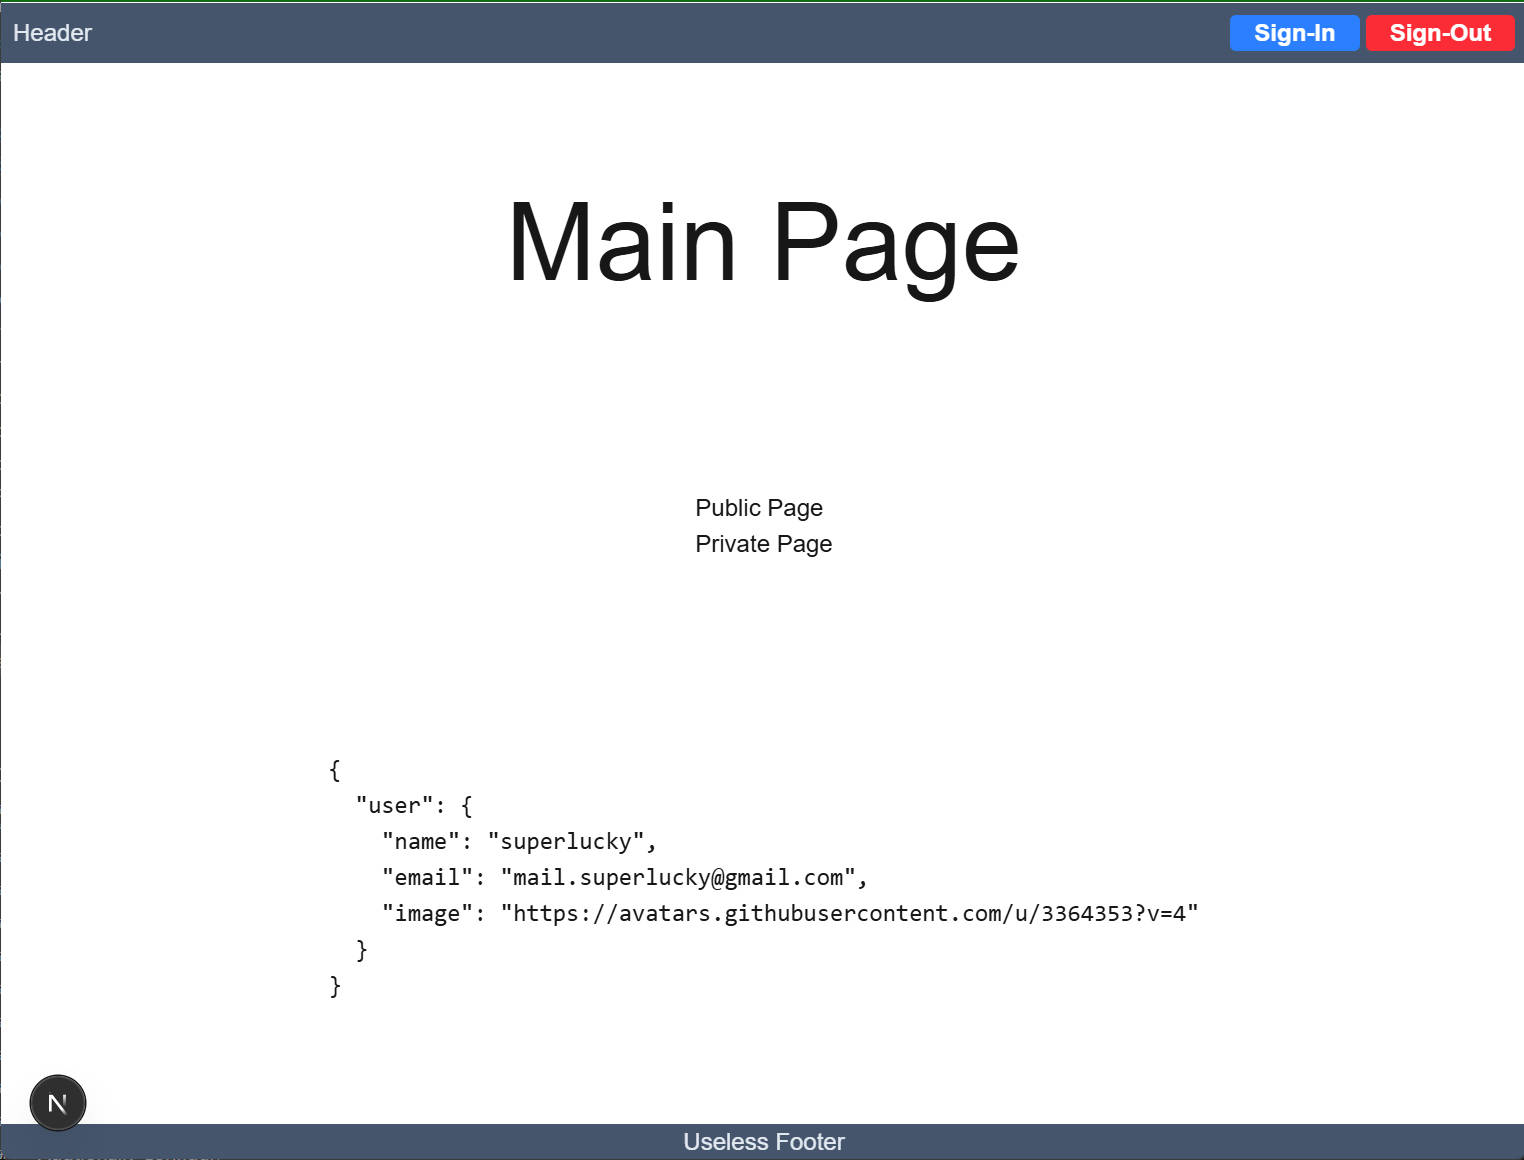 Header
Sign-In
Sign-Out
Main Page
Public Page
Private Page
{
  "user": {
    "name": "superlucky",
    "email": "mail.superlucky@gmail.com",
    "image": "https://avatars.githubusercontent.com/u/3364353?v=4"
  }
}
N
Useless Footer